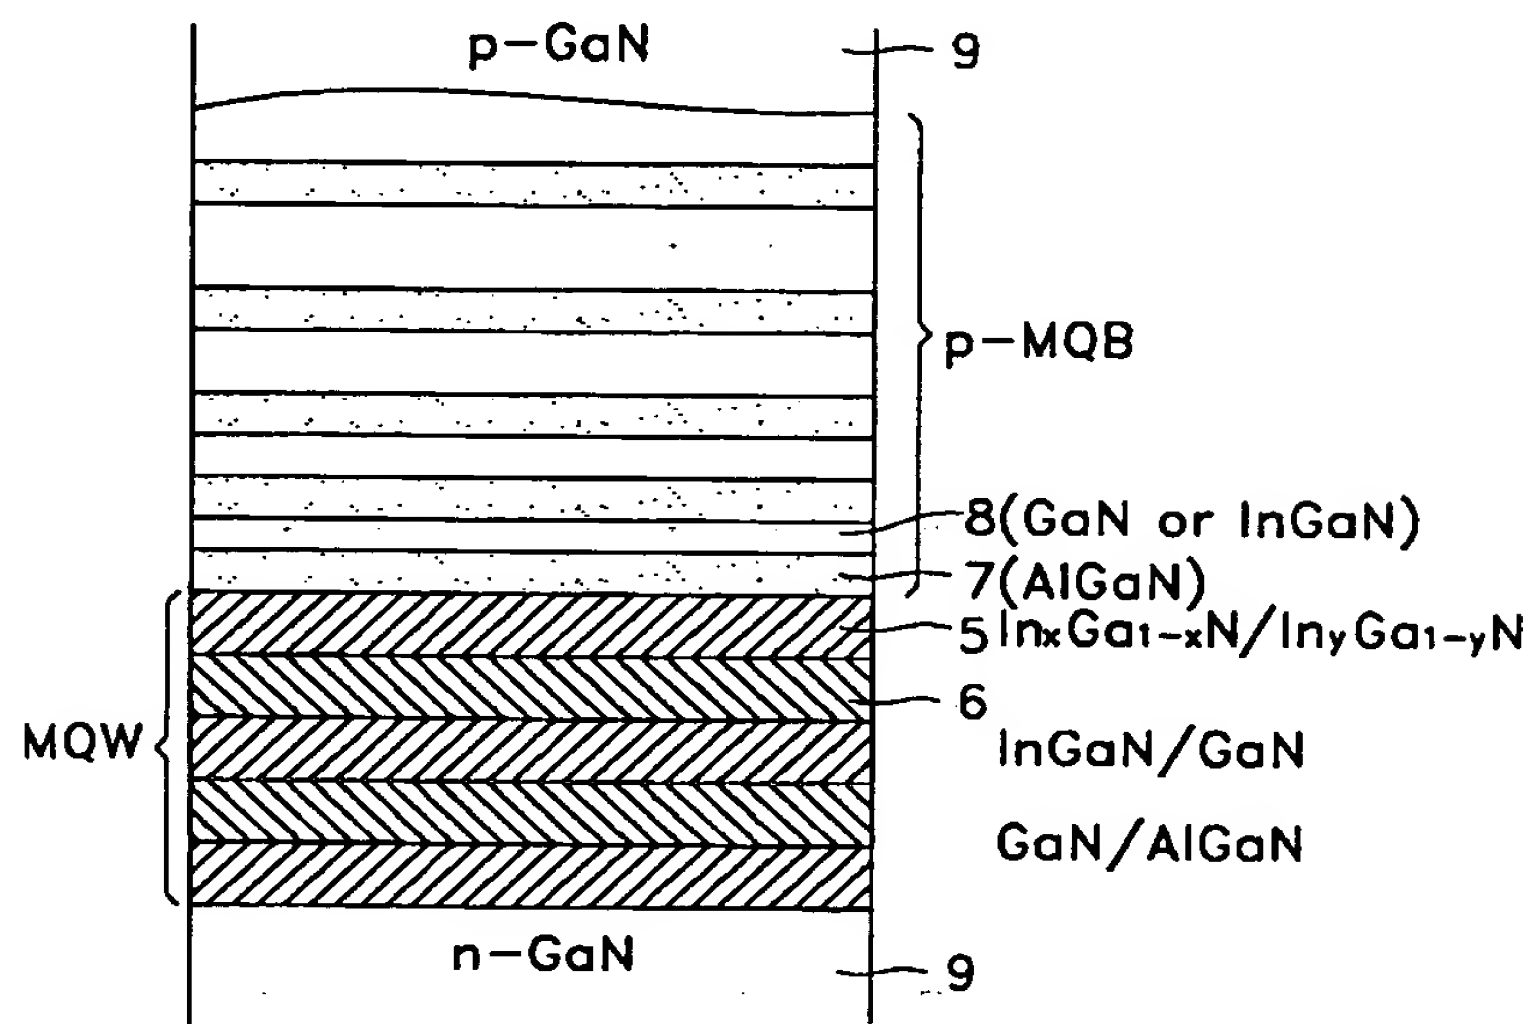 p-GaN
9
p-MQB
8(GaN or InGaN)
7(AlGaN)
5 InxGa1-xN/InyGa1-yN
6
MQW
InGaN/GaN
GaN/AlGaN
n-GaN
9